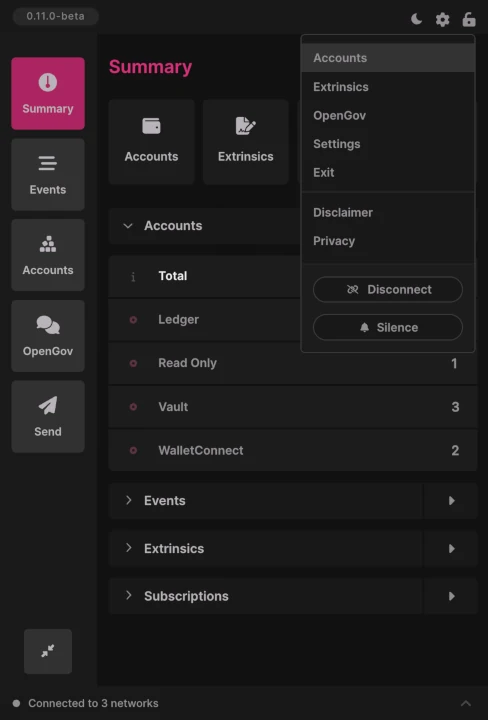 0.11.0-beta
Summary
Events
Accounts
OpenGov
Send
Summary
Accounts
Extrinsics
Accounts
Total
Ledger
Read Only
1
Vault
3
WalletConnect
2
Events
Extrinsics
Subscriptions
Accounts
Extrinsics
OpenGov
Settings
Exit
Disclaimer
Privacy
Disconnect
Silence
Connected to 3 networks